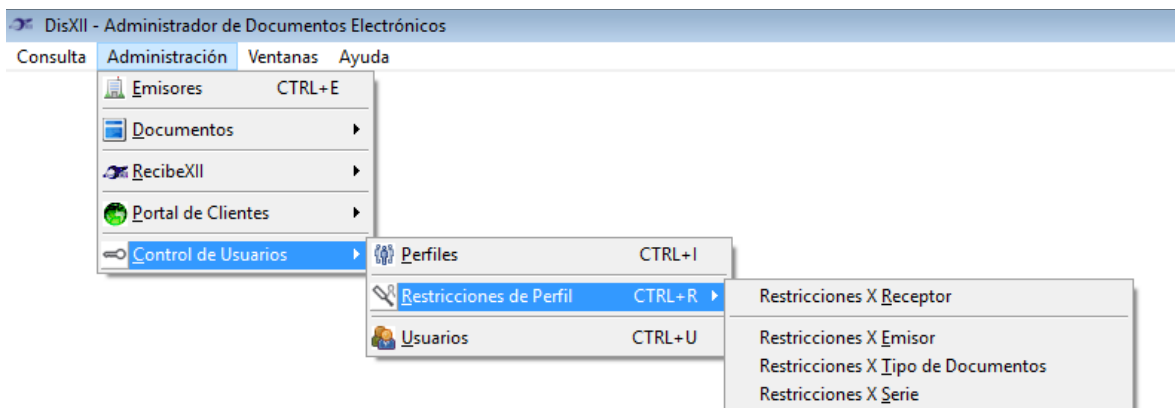 DisXII - Administrador de Documentos Electrónicos
Consulta Administración Ventanas Ayuda
Emisores CTRL+E
Documentos
RecibeXII
Portal de Clientes
Control de Usuarios
Perfiles CTRL+I
Restricciones de Perfil CTRL+R
Usuarios CTRL+U
Restricciones X Receptor
Restricciones X Emisor
Restricciones X Tipo de Documentos
Restricciones X Serie